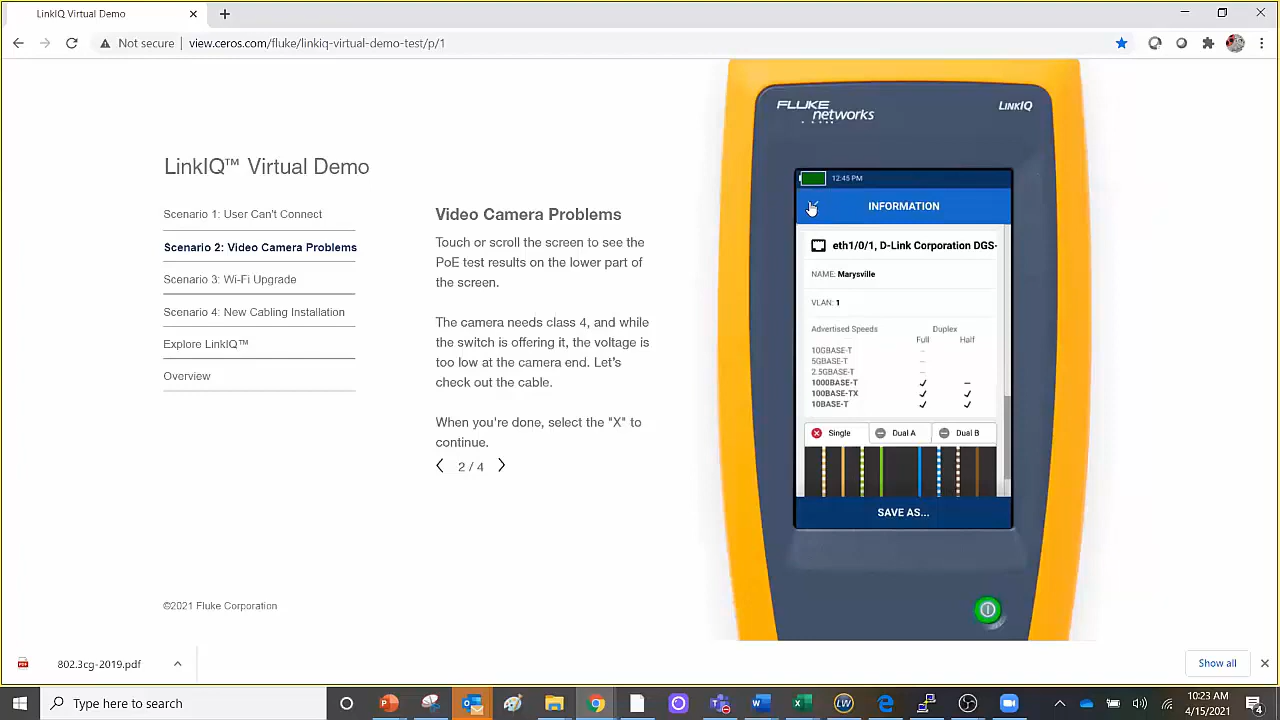 LinkIQ Virtual Demo
Not secure | view.ceros.com/fluke/linkiq-virtual-demo-test/p/1
LinkIQ™ Virtual Demo
Scenario 1: User Can't Connect
Scenario 2: Video Camera Problems
Scenario 3: Wi-Fi Upgrade
Scenario 4: New Cabling Installation
Explore LinkIQ™
Overview
©2021 Fluke Corporation
Video Camera Problems
Touch or scroll the screen to see the
PoE test results on the lower part of
the screen.
The camera needs class 4, and while
the switch is offering it, the voltage is
too low at the camera end. Let's
check out the cable.
When you're done, select the "X" to
continue.
2 / 4
FLUKE
networks
LINKIQ
12:45 PM
INFORMATION
eth1/0/1, D-Link Corporation DGS-
NAME: Marysville
VLAN: 1
Advertised Speeds Duplex
Full Half
10GBASE-T -- --
5GBASE-T -- --
2.5GBASE-T -- --
1000BASE-T ✓ --
100BASE-TX ✓ ✓
10BASE-T ✓ ✓
Single Dual A Dual B
SAVE AS...
802.3cg-2019.pdf
Show all
Type here to search
10:23 AM
4/15/2021